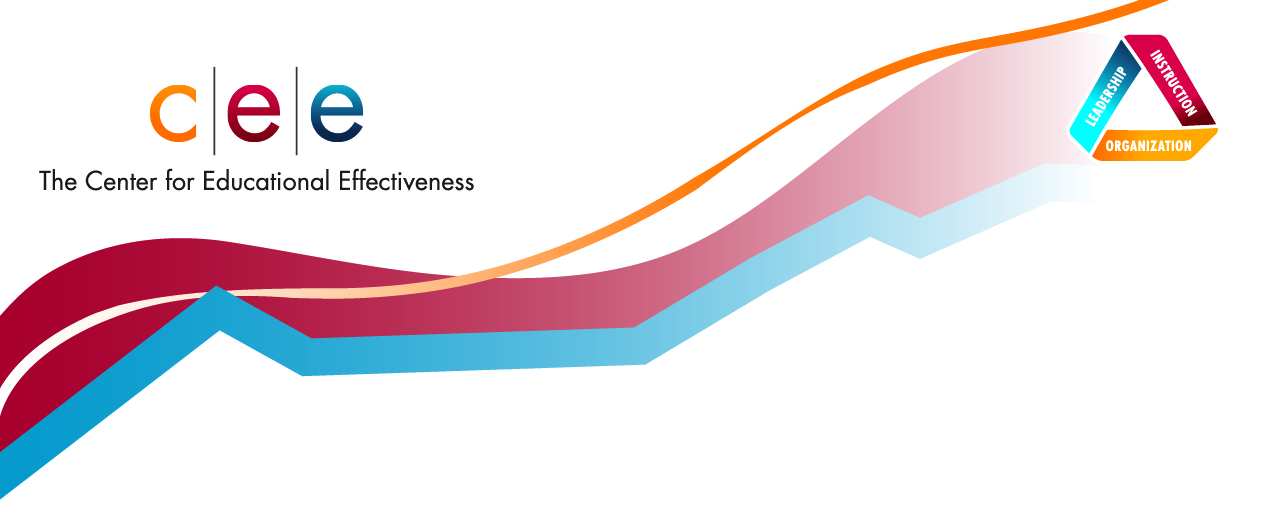 c|e|e
The Center for Educational Effectiveness
LEADERSHIP
INSTRUCTION
ORGANIZATION